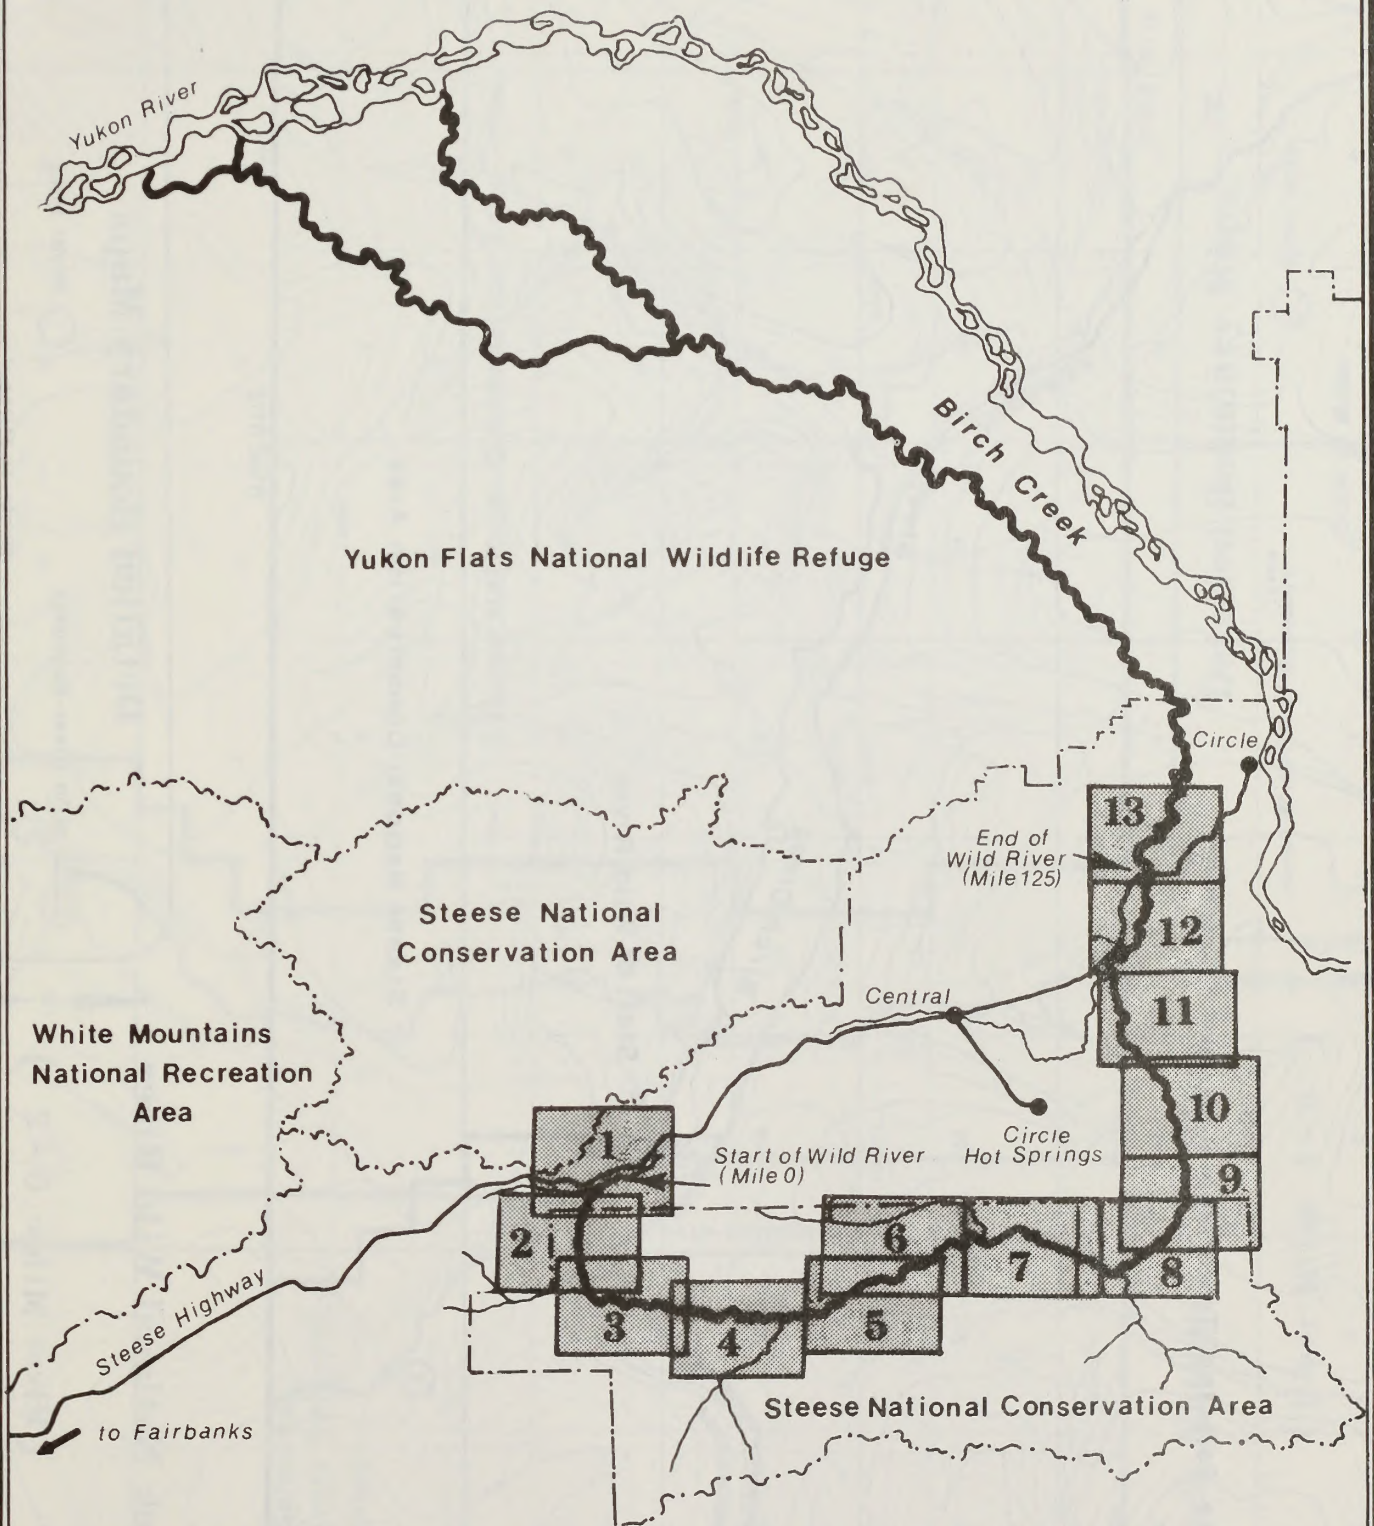 Yukon River
Birch Creek
Yukon Flats National Wildlife Refuge
Circle
13
End of
Wild River
(Mile 125)
12
Steese National
Conservation Area
Central
11
White Mountains
National Recreation
Area
10
1
Circle
Hot Springs
Start of Wild River
(Mile 0)
9
2
6
7
8
3
4
5
Steese Highway
Steese National Conservation Area
to Fairbanks